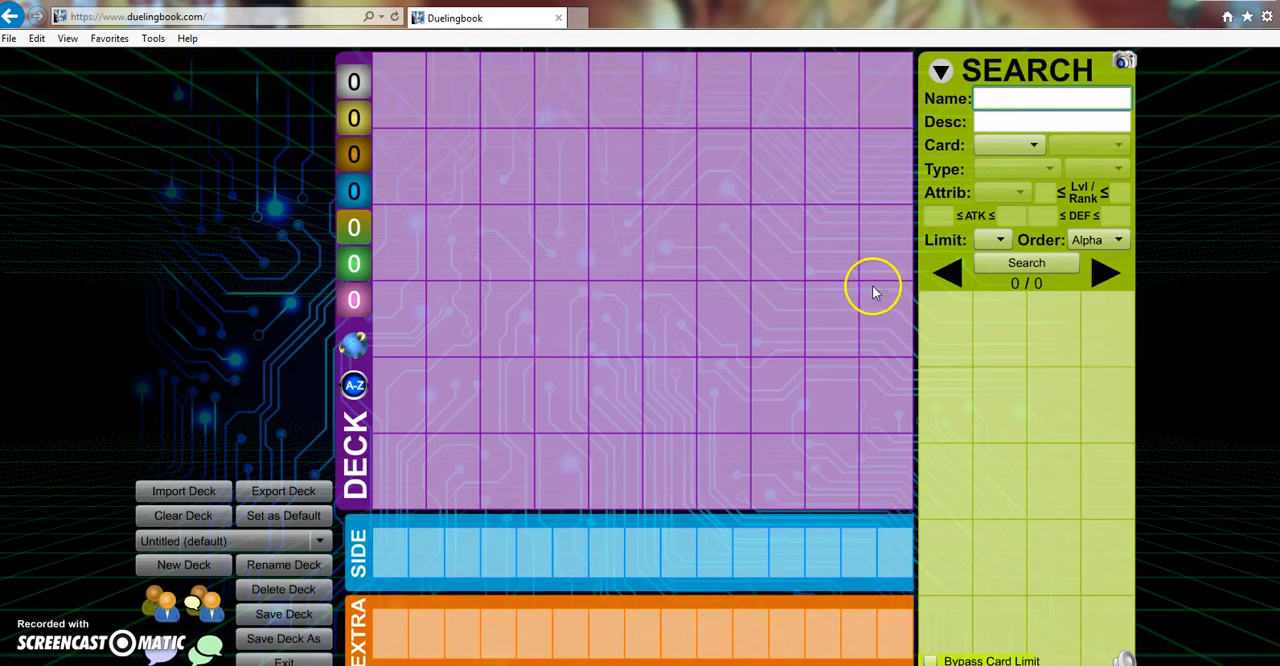 https://www.duelingbook.com/
Duelingbook
File Edit View Favorites Tools Help
0
0
0
0
0
0
0
A-Z
DECK
SIDE
EXTRA
SEARCH
Name:
Desc:
Card:
Type:
Attrib: ≤ Lvl / Rank ≤
≤ ATK ≤ ≤ DEF ≤
Limit: Order: Alpha
Search
0 / 0
Import Deck Export Deck
Clear Deck Set as Default
Untitled (default)
New Deck Rename Deck
Delete Deck
Save Deck
Save Deck As
Exit
Recorded with
SCREENCAST-O-MATIC
Bypass Card Limit